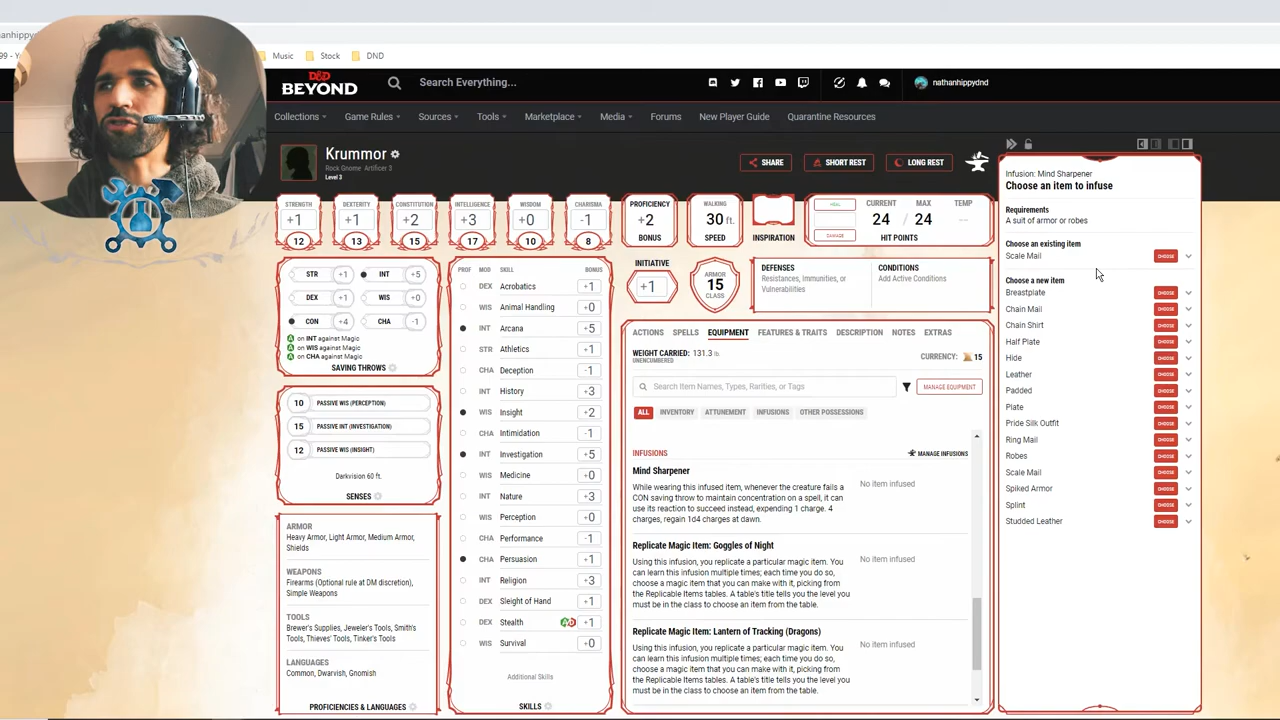 nathanhippyd
99 - Y
Music
Stock
DND
D&D
BEYOND
Search Everything...
nathanhippydnd
Collections
Game Rules
Sources
Tools
Marketplace
Media
Forums
New Player Guide
Quarantine Resources
Krummor
Rock Gnome Artificer 3
Level 3
SHARE
SHORT REST
LONG REST
STRENGTH
+1
12
DEXTERITY
+1
13
CONSTITUTION
+2
15
INTELLIGENCE
+3
17
WISDOM
+0
10
CHARISMA
-1
8
PROFICIENCY
+2
BONUS
WALKING
30 ft.
SPEED
INSPIRATION
HEAL
DAMAGE
CURRENT
24
/
MAX
24
TEMP
--
HIT POINTS
STR +1
INT +5
DEX +1
WIS +0
CON +4
CHA -1
on INT against Magic
on WIS against Magic
on CHA against Magic
SAVING THROWS
10 PASSIVE WIS (PERCEPTION)
15 PASSIVE INT (INVESTIGATION)
12 PASSIVE WIS (INSIGHT)
Darkvision 60 ft.
SENSES
ARMOR
Heavy Armor, Light Armor, Medium Armor,
Shields
WEAPONS
Firearms (Optional rule at DM discretion),
Simple Weapons
TOOLS
Brewer's Supplies, Jeweler's Tools, Smith's
Tools, Thieves' Tools, Tinker's Tools
LANGUAGES
Common, Dwarvish, Gnomish
PROFICIENCIES & LANGUAGES
PROF MOD SKILL BONUS
DEX Acrobatics +1
WIS Animal Handling +0
INT Arcana +5
STR Athletics +1
CHA Deception -1
INT History +3
WIS Insight +2
CHA Intimidation -1
INT Investigation +5
WIS Medicine +0
INT Nature +3
WIS Perception +0
CHA Performance -1
CHA Persuasion +1
INT Religion +3
DEX Sleight of Hand +1
DEX Stealth +1
WIS Survival +0
Additional Skills
SKILLS
INITIATIVE
+1
ARMOR
15
CLASS
DEFENSES
Resistances, Immunities, or
Vulnerabilities
CONDITIONS
Add Active Conditions
ACTIONS
SPELLS
EQUIPMENT
FEATURES & TRAITS
DESCRIPTION
NOTES
EXTRAS
WEIGHT CARRIED: 131.3 lb.
UNENCUMBERED
CURRENCY: 15
Search Item Names, Types, Rarities, or Tags
MANAGE EQUIPMENT
ALL
INVENTORY
ATTUNEMENT
INFUSIONS
OTHER POSSESSIONS
INFUSIONS
MANAGE INFUSIONS
Mind Sharpener
While wearing this infused item, whenever the creature fails a
CON saving throw to maintain concentration on a spell, it can
use its reaction to succeed instead, expending 1 charge. 4
charges, regain 1d4 charges at dawn.
No item infused
Replicate Magic Item: Goggles of Night
Using this infusion, you replicate a particular magic item. You
can learn this infusion multiple times; each time you do so,
choose a magic item that you can make with it, picking from
the Replicable Items tables. A table's title tells you the level
you must be in the class to choose an item from the table.
No item infused
Replicate Magic Item: Lantern of Tracking (Dragons)
Using this infusion, you replicate a particular magic item. You
can learn this infusion multiple times; each time you do so,
choose a magic item that you can make with it, picking from
the Replicable Items tables. A table's title tells you the level you
must be in the class to choose an item from the table.
No item infused
Infusion: Mind Sharpener
Choose an item to infuse
Requirements
A suit of armor or robes
Choose an existing item
Scale Mail CHOOSE
Choose a new item
Breastplate CHOOSE
Chain Mail CHOOSE
Chain Shirt CHOOSE
Half Plate CHOOSE
Hide CHOOSE
Leather CHOOSE
Padded CHOOSE
Plate CHOOSE
Pride Silk Outfit CHOOSE
Ring Mail CHOOSE
Robes CHOOSE
Scale Mail CHOOSE
Spiked Armor CHOOSE
Splint CHOOSE
Studded Leather CHOOSE